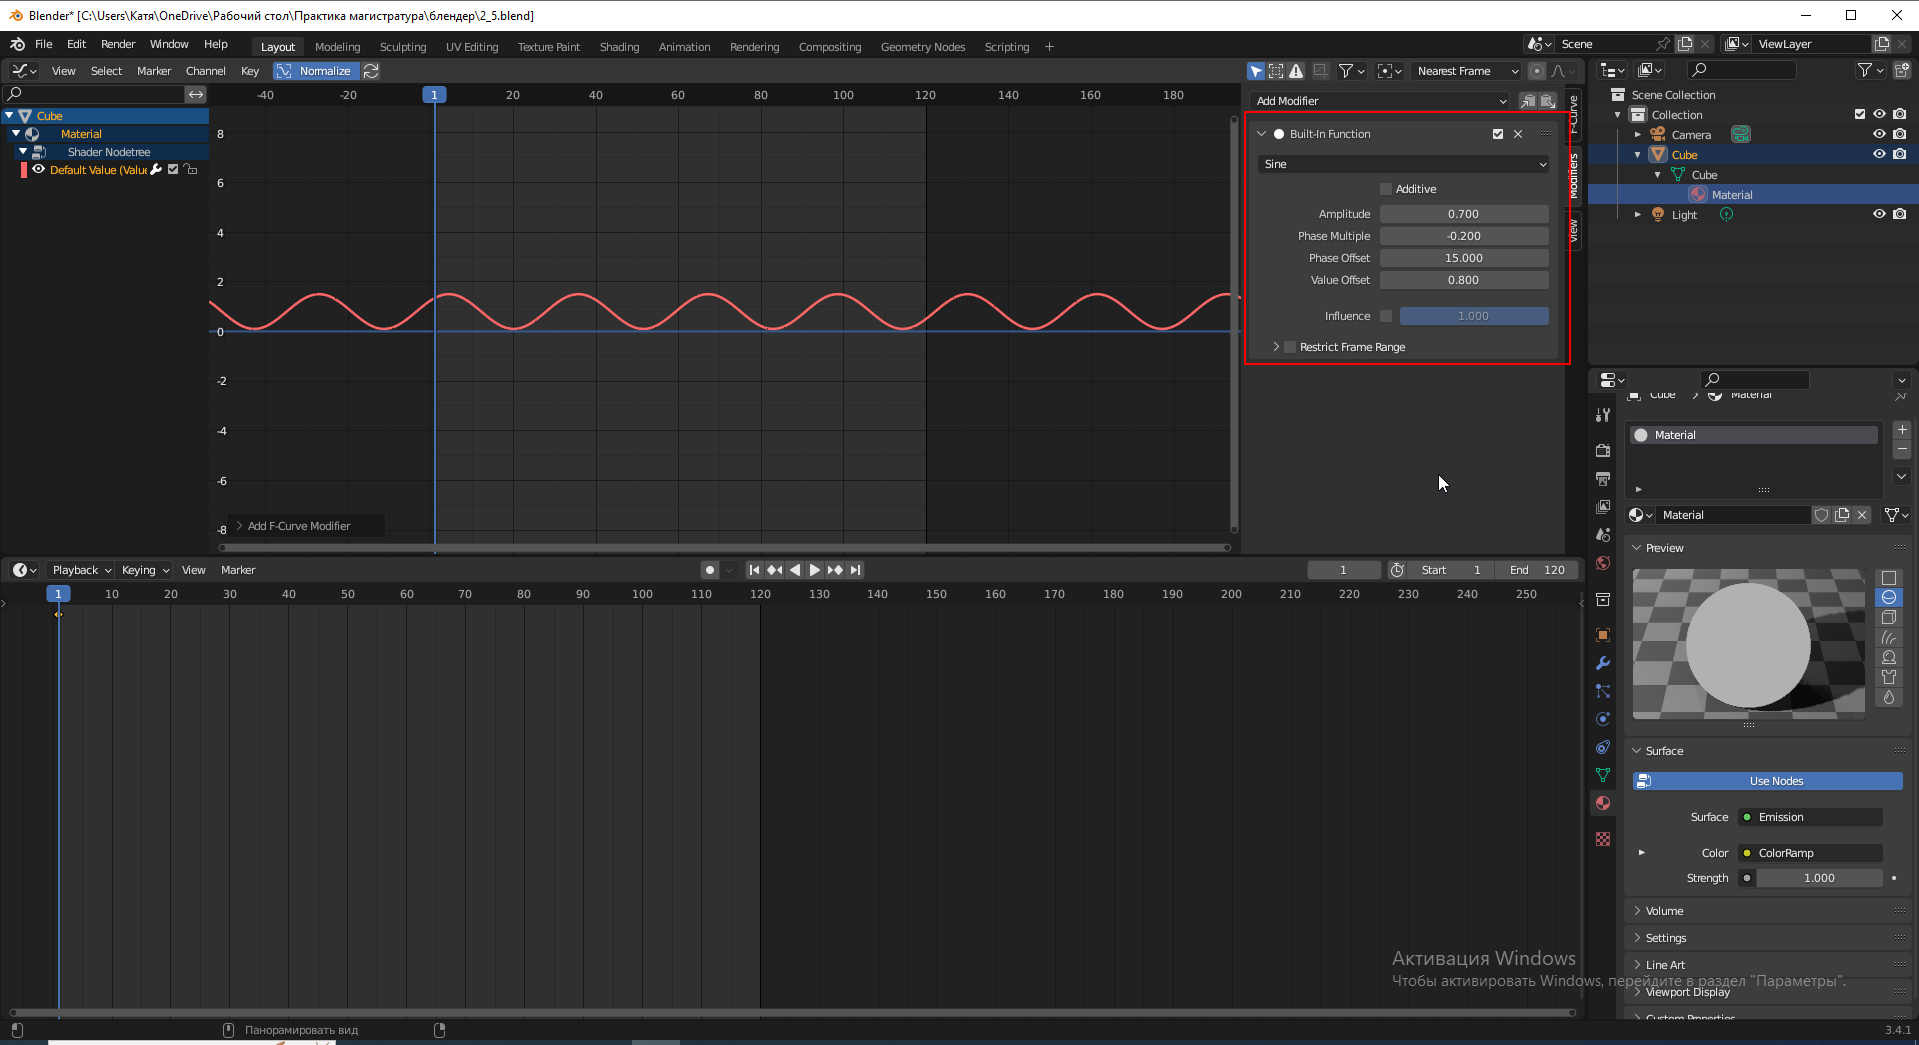 Blender* [C:\Users\Катя\OneDrive\Рабочий стол\Практика магистратура\блендер\2_5.blend]
File Edit Render Window Help Layout Modeling Sculpting UV Editing Texture Paint Shading Animation Rendering Compositing Geometry Nodes Scripting + Scene ViewLayer
View Select Marker Channel Key Normalize Nearest Frame
-40 -20 1 20 40 60 80 100 120 140 160 180
Cube
Material
Shader Nodetree
Default Value (Value
8
6
4
2
0
-2
-4
-6
-8
Add F-Curve Modifier
Add Modifier
Built-In Function
Sine
Additive
Amplitude 0.700
Phase Multiple -0.200
Phase Offset 15.000
Value Offset 0.800
Influence 1.000
Restrict Frame Range
F-Curve
Modifiers
View
Scene Collection
Collection
Camera
Cube
Cube
Material
Light
Cube Material
Material
Material
Preview
Surface
Use Nodes
Surface Emission
Color ColorRamp
Strength 1.000
Volume
Settings
Line Art
Viewport Display
Custom Properties
Playback Keying View Marker 1 Start 1 End 120
1 10 20 30 40 50 60 70 80 90 100 110 120 130 140 150 160 170 180 190 200 210 220 230 240 250
Активация Windows
Чтобы активировать Windows, перейдите в раздел "Параметры".
Панорамировать вид
3.4.1